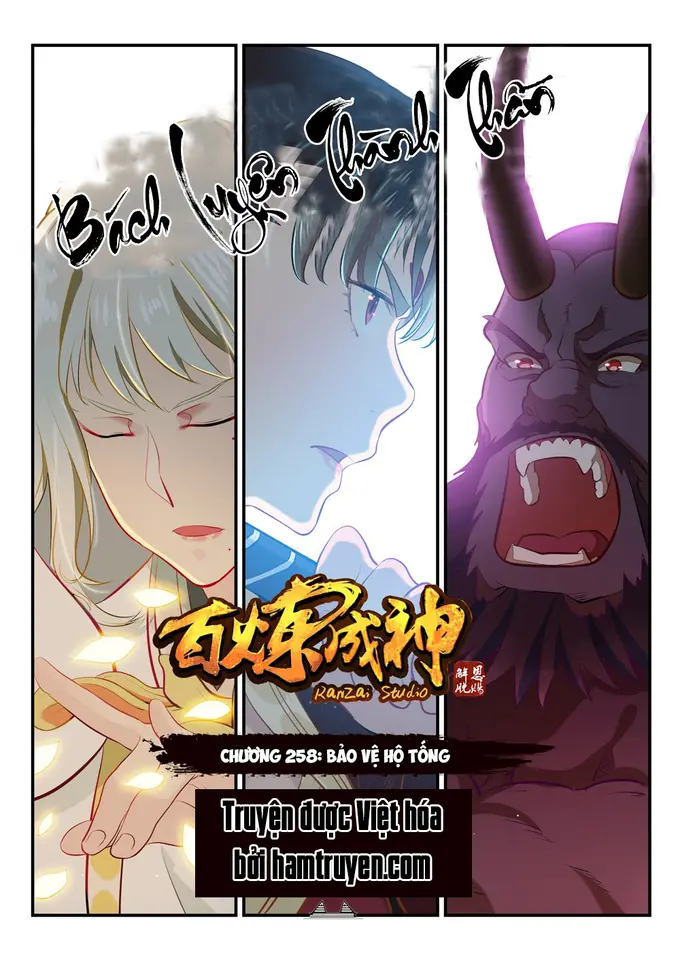 Bách Luyện Thành Thần
百炼成神
Ranzai Studio
CHƯƠNG 258: BẢO VỆ HỘ TỐNG
Truyện được Việt hóa
bởi hamtruyen.com